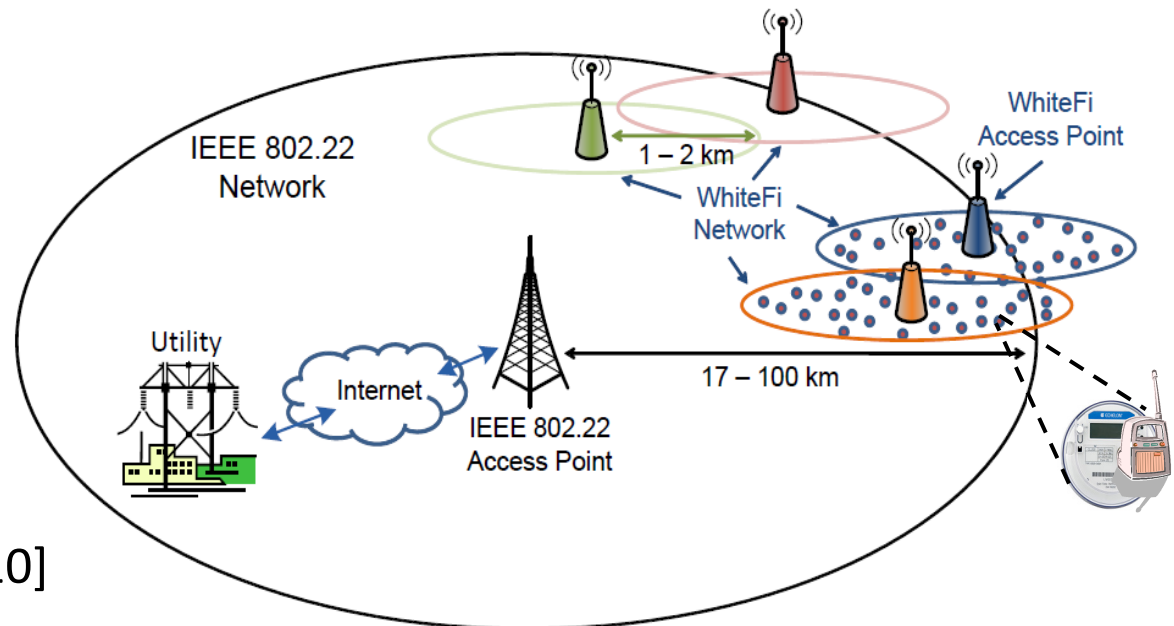 IEEE 802.22
Network
1 – 2 km
WhiteFi
Access Point
WhiteFi
Network
Utility
Internet
17 – 100 km
IEEE 802.22
Access Point
ECHELON
.0]